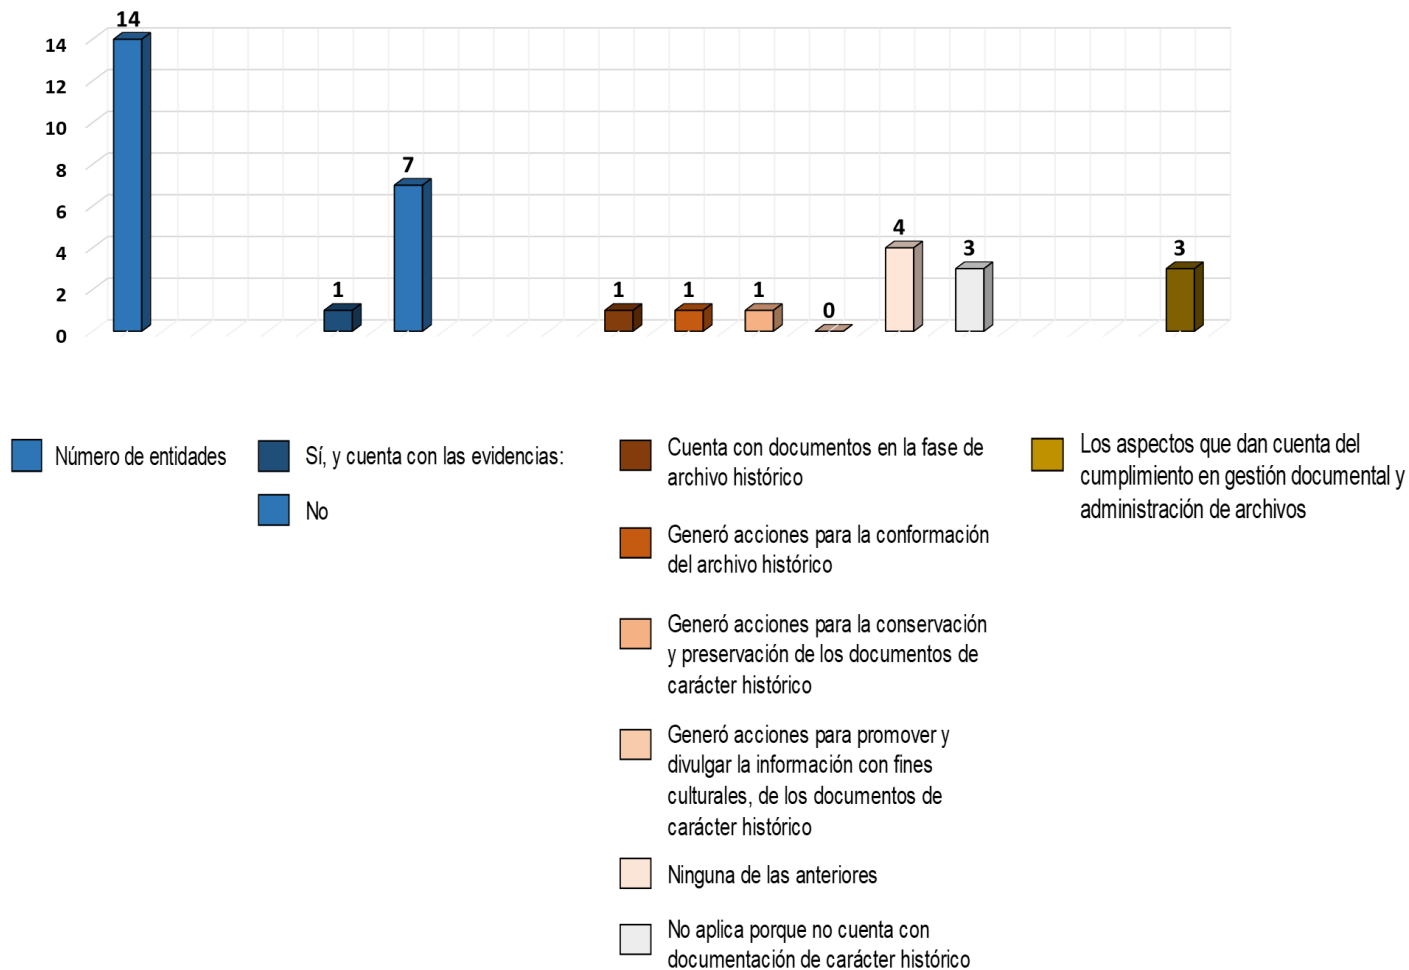 14
14
12
10
8
6
4
2
0
1
7
1
1
1
0
4
3
3
Número de entidades
Sí, y cuenta con las evidencias:
No
Cuenta con documentos en la fase de
archivo histórico
Generó acciones para la conformación
del archivo histórico
Generó acciones para la conservación
y preservación de los documentos de
carácter histórico
Generó acciones para promover y
divulgar la información con fines
culturales, de los documentos de
carácter histórico
Ninguna de las anteriores
No aplica porque no cuenta con
documentación de carácter histórico
Los aspectos que dan cuenta del
cumplimiento en gestión documental y
administración de archivos